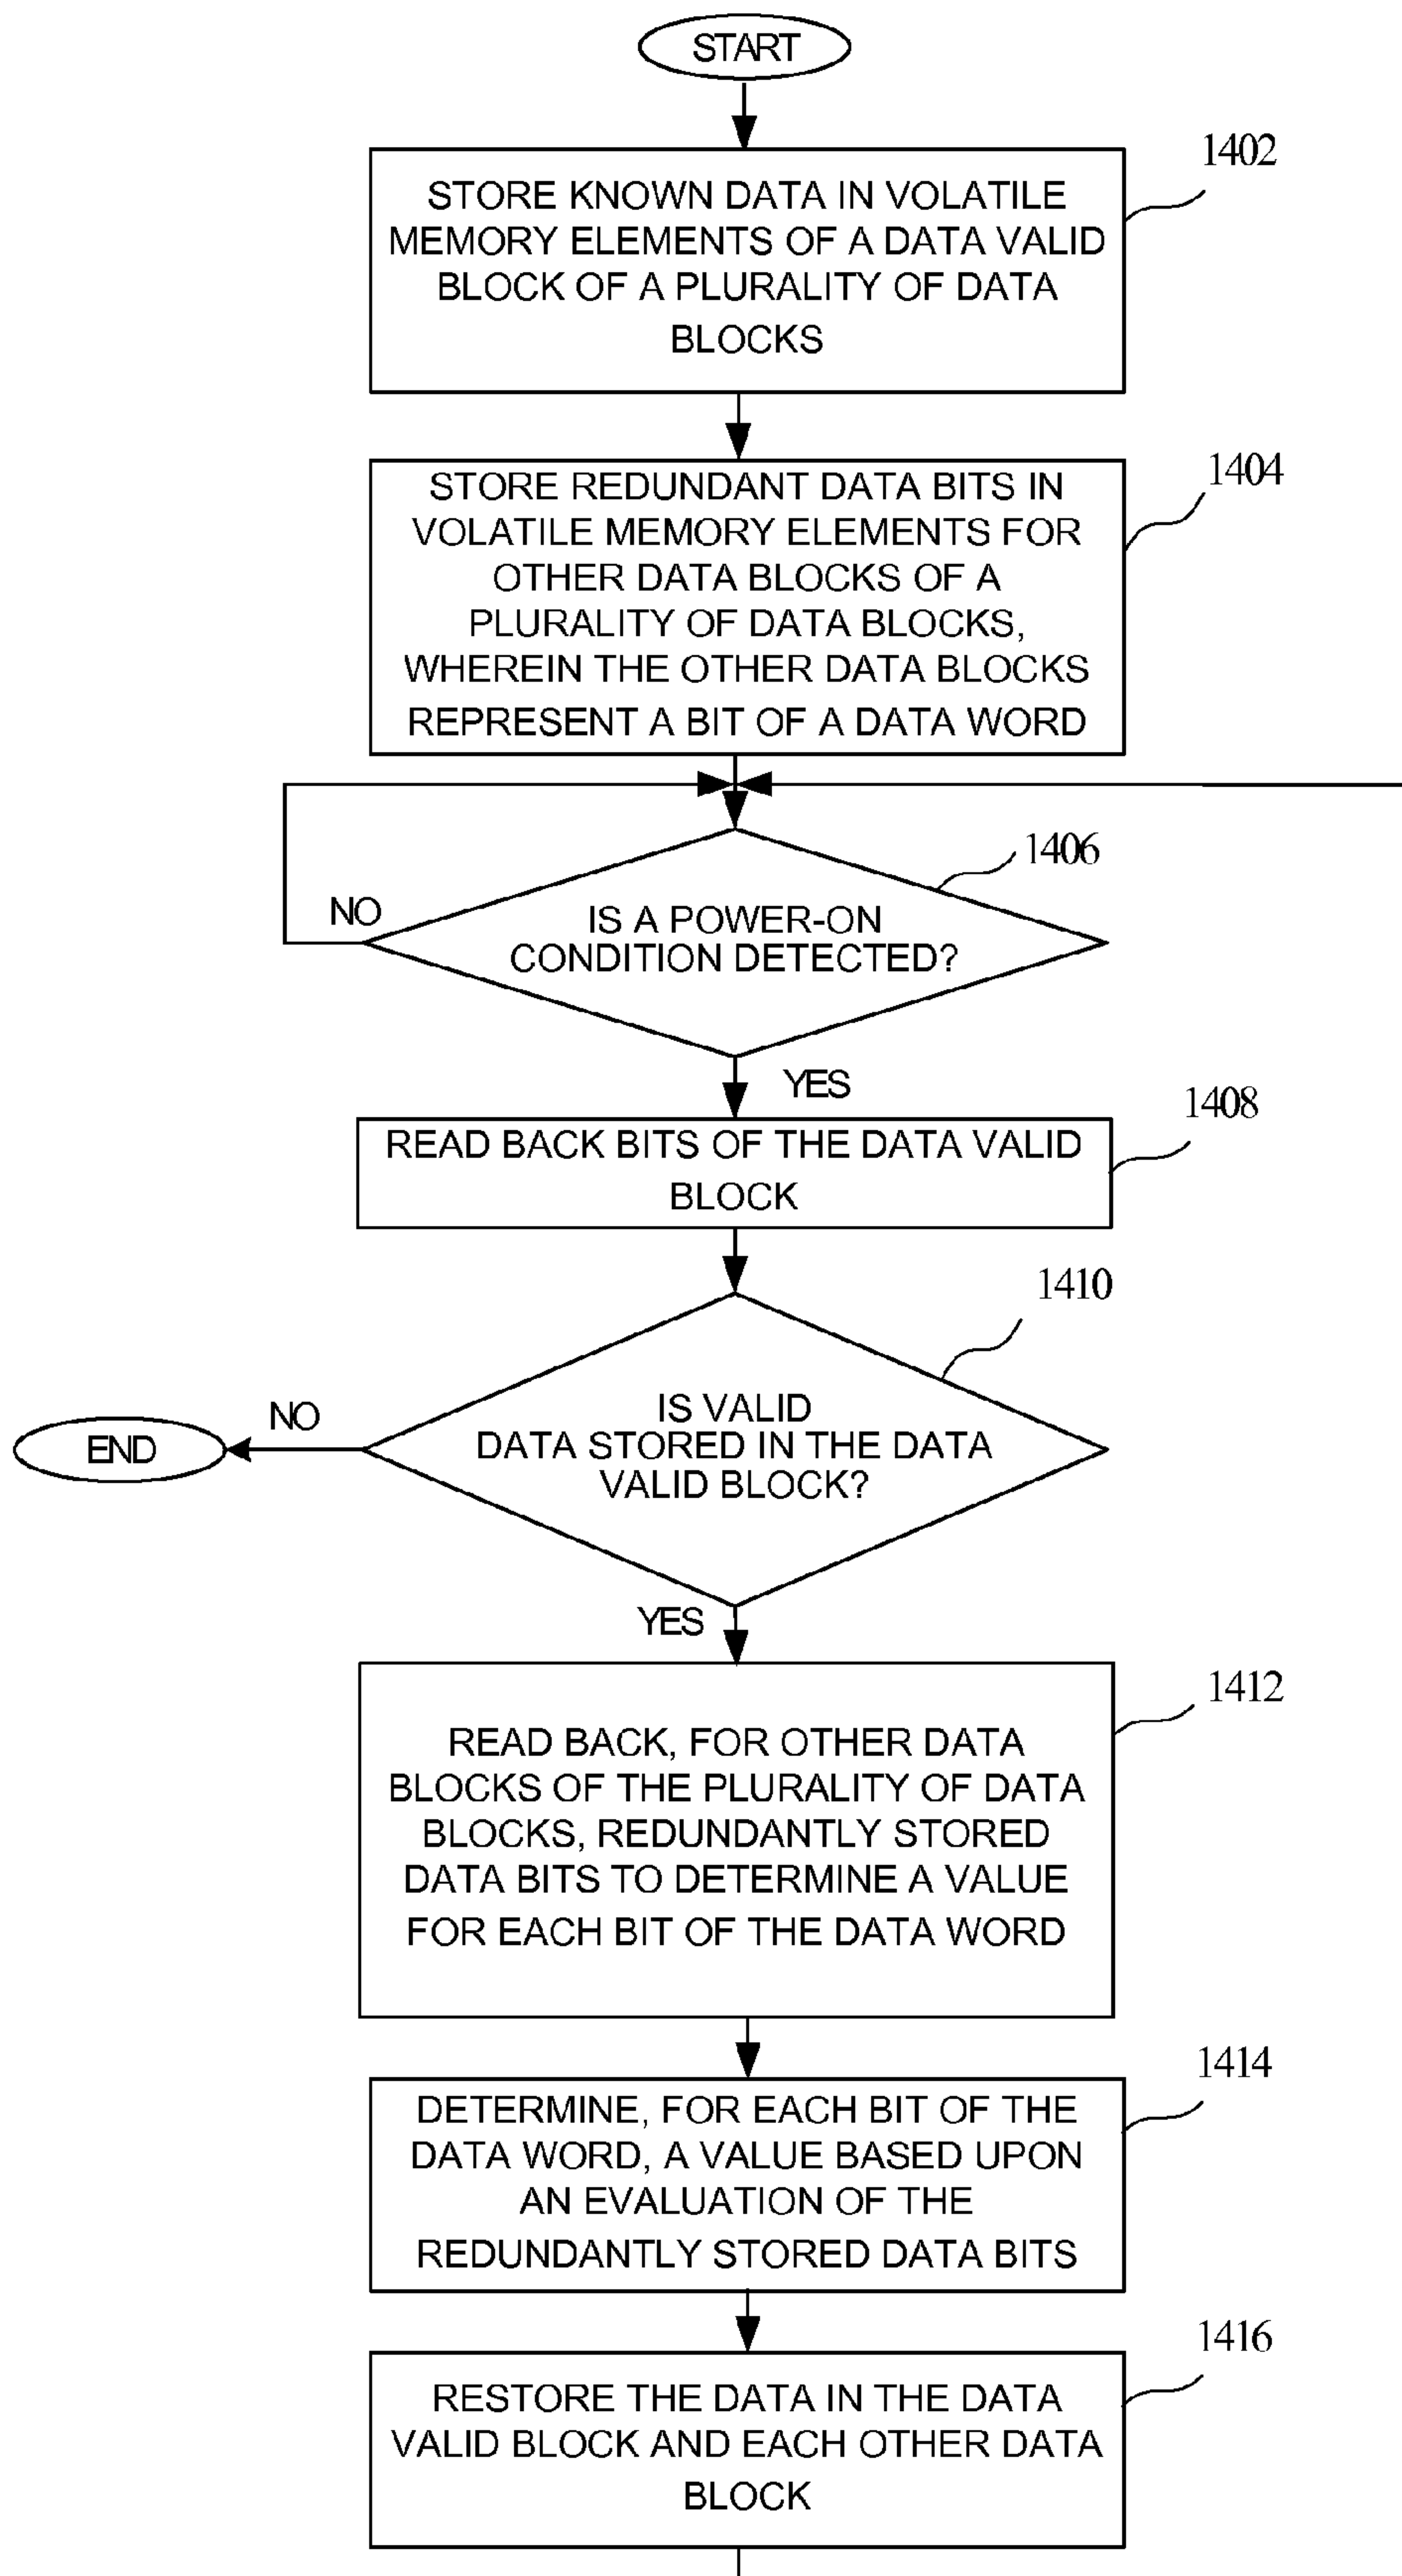 START
1402
STORE KNOWN DATA IN VOLATILE
MEMORY ELEMENTS OF A DATA VALID
BLOCK OF A PLURALITY OF DATA
BLOCKS
1404
STORE REDUNDANT DATA BITS IN
VOLATILE MEMORY ELEMENTS FOR
OTHER DATA BLOCKS OF A
PLURALITY OF DATA BLOCKS,
WHEREIN THE OTHER DATA BLOCKS
REPRESENT A BIT OF A DATA WORD
1406
NO
IS A POWER-ON
CONDITION DETECTED?
YES
1408
READ BACK BITS OF THE DATA VALID
BLOCK
1410
IS VALID
DATA STORED IN THE DATA
VALID BLOCK?
NO
END
YES
1412
READ BACK, FOR OTHER DATA
BLOCKS OF THE PLURALITY OF DATA
BLOCKS, REDUNDANTLY STORED
DATA BITS TO DETERMINE A VALUE
FOR EACH BIT OF THE DATA WORD
1414
DETERMINE, FOR EACH BIT OF THE
DATA WORD, A VALUE BASED UPON
AN EVALUATION OF THE
REDUNDANTLY STORED DATA BITS
1416
RESTORE THE DATA IN THE DATA
VALID BLOCK AND EACH OTHER DATA
BLOCK